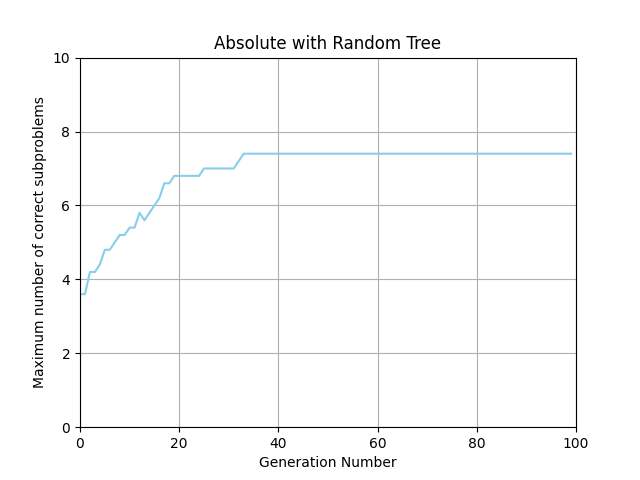 Absolute with Random Tree
Maximum number of correct subproblems
10
8
6
4
2
0
0 20 40 60 80 100
Generation Number